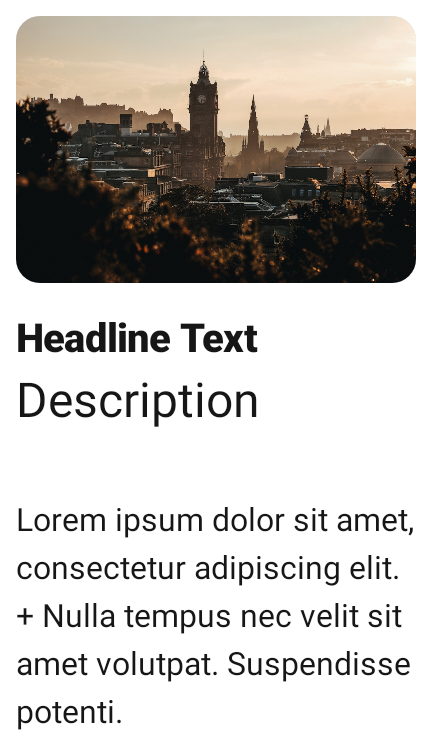 Headline Text
Description
Lorem ipsum dolor sit amet,
consectetur adipiscing elit.
+ Nulla tempus nec velit sit
amet volutpat. Suspendisse
potenti.